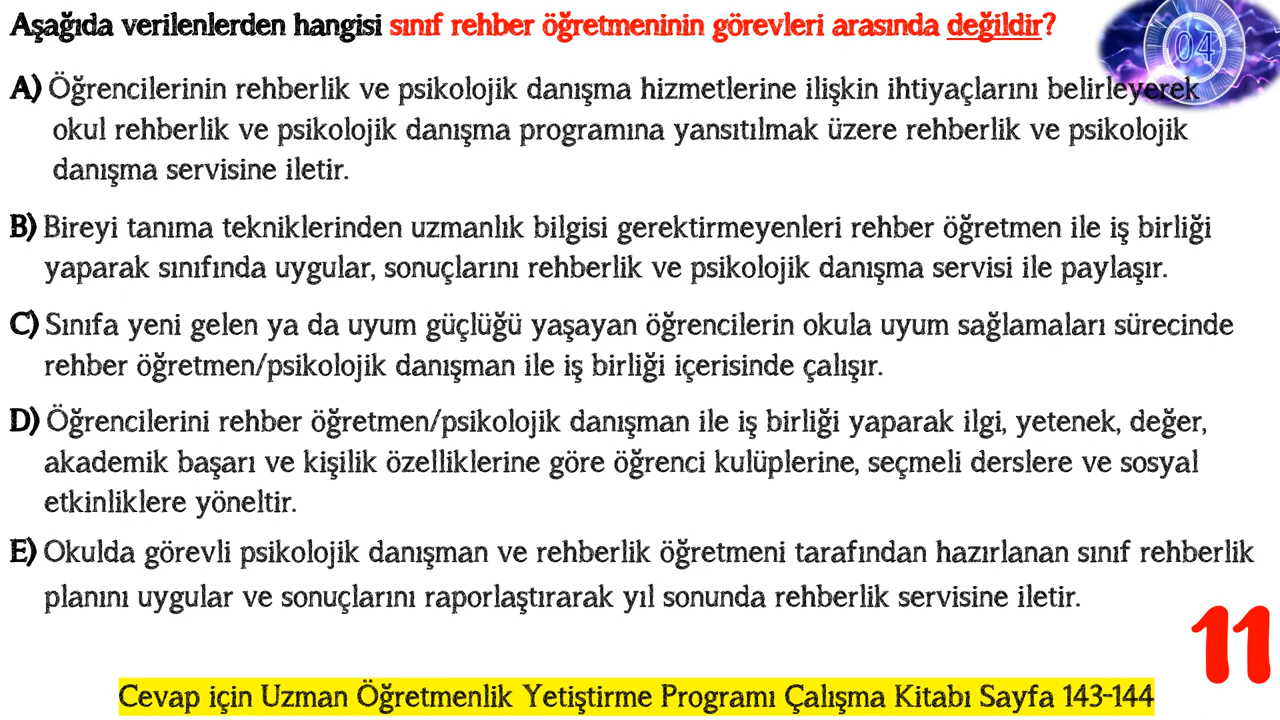 Aşağıda verilenlerden hangisi sınıf rehber öğretmeninin görevleri arasında değildir?
04
A) Öğrencilerinin rehberlik ve psikolojik danışma hizmetlerine ilişkin ihtiyaçlarını belirleyerek
okul rehberlik ve psikolojik danışma programına yansıtılmak üzere rehberlik ve psikolojik
danışma servisine iletir.
B) Bireyi tanıma tekniklerinden uzmanlık bilgisi gerektirmeyenleri rehber öğretmen ile iş birliği
yaparak sınıfında uygular, sonuçlarını rehberlik ve psikolojik danışma servisi ile paylaşır.
C) Sınıfa yeni gelen ya da uyum güçlüğü yaşayan öğrencilerin okula uyum sağlamaları sürecinde
rehber öğretmen/psikolojik danışman ile iş birliği içerisinde çalışır.
D) Öğrencilerini rehber öğretmen/psikolojik danışman ile iş birliği yaparak ilgi, yetenek, değer,
akademik başarı ve kişilik özelliklerine göre öğrenci kulüplerine, seçmeli derslere ve sosyal
etkinliklere yöneltir.
E) Okulda görevli psikolojik danışman ve rehberlik öğretmeni tarafından hazırlanan sınıf rehberlik
planını uygular ve sonuçlarını raporlaştırarak yıl sonunda rehberlik servisine iletir.
11
Cevap için Uzman Öğretmenlik Yetiştirme Programı Çalışma Kitabı Sayfa 143-144